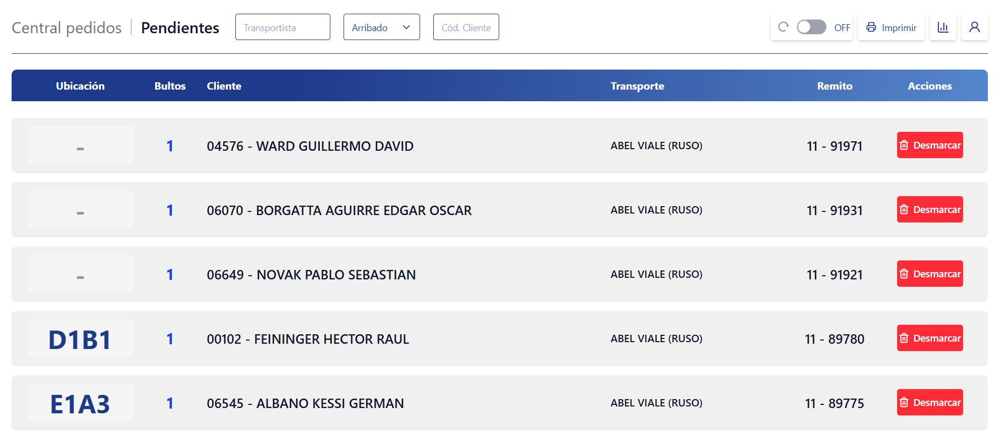 Central pedidos | Pendientes Transportista Arribado Cód. Cliente OFF Imprimir
Ubicación Bultos Cliente Transporte Remito Acciones
- 1 04576 - WARD GUILLERMO DAVID ABEL VIALE (RUSO) 11 - 91971 Desmarcar
- 1 06070 - BORGATTA AGUIRRE EDGAR OSCAR ABEL VIALE (RUSO) 11 - 91931 Desmarcar
- 1 06649 - NOVAK PABLO SEBASTIAN ABEL VIALE (RUSO) 11 - 91921 Desmarcar
D1B1 1 00102 - FEININGER HECTOR RAUL ABEL VIALE (RUSO) 11 - 89780 Desmarcar
E1A3 1 06545 - ALBANO KESSI GERMAN ABEL VIALE (RUSO) 11 - 89775 Desmarcar